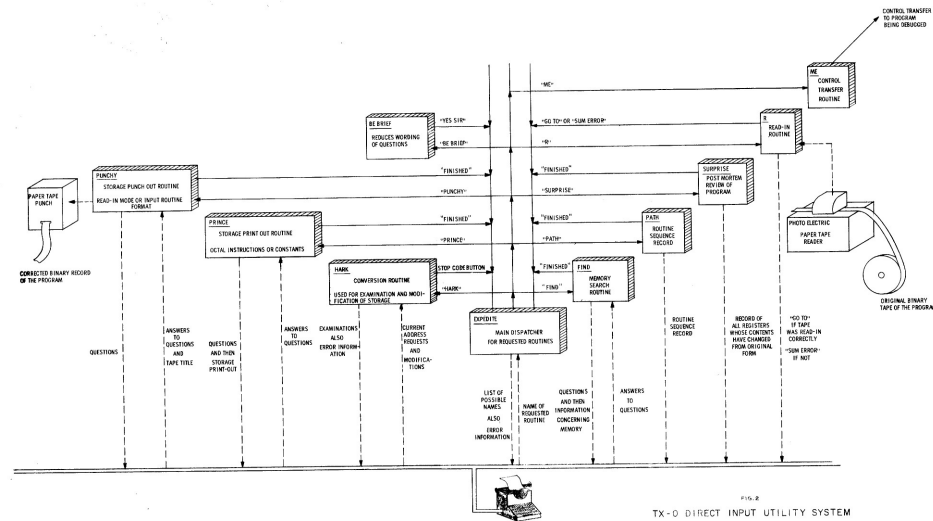 CONTROL TRANSFER
TO PROGRAM
BEING DEBUGGED
ME
CONTROL
TRANSFER
ROUTINE
"ME"
BE BRIEF
REDUCES WORDING
OF QUESTIONS
"YES SIR"
"BE BRIEF"
"GO TO" OR "SUM ERROR"
"R"
R
READ-IN
ROUTINE
PUNCHY
STORAGE PUNCH OUT ROUTINE
READ-IN MODE OR INPUT ROUTINE
FORMAT
PAPER TAPE
PUNCH
CORRECTED BINARY RECORD
OF THE PROGRAM
"FINISHED"
"PUNCHY"
"FINISHED"
"SURPRISE"
SURPRISE
POST MORTEM
REVIEW OF
PROGRAM
PHOTO ELECTRIC
PAPER TAPE
READER
ORIGINAL BINARY
TAPE OF THE PROGRAM
PRINCE
STORAGE PRINT OUT ROUTINE
OCTAL INSTRUCTIONS OR CONSTANTS
"FINISHED"
"PRINCE"
"FINISHED"
"PATH"
PATH
ROUTINE
SEQUENCE
RECORD
HARK
CONVERSION ROUTINE
USED FOR EXAMINATION AND MODI-
FICATION OF STORAGE
STOP CODE BUTTON
"HARK"
"FINISHED"
"FIND"
FIND
MEMORY
SEARCH
ROUTINE
EXPEDITE
MAIN DISPATCHER
FOR REQUESTED ROUTINES
QUESTIONS
ANSWERS
TO
QUESTIONS
AND
TAPE TITLE
QUESTIONS
AND THEN
STORAGE
PRINT-OUT
ANSWERS
TO
QUESTIONS
EXAMINATIONS
ALSO
ERROR INFORM-
ATION
CURRENT
ADDRESS
REQUESTS
AND
MODIFICA-
TIONS
LIST OF
POSSIBLE
NAMES
ALSO
ERROR
INFORMATION
NAME OF
REQUESTED
ROUTINE
QUESTIONS
AND THEN
INFORMATION
CONCERNING
MEMORY
ANSWERS
TO
QUESTIONS
ROUTINE
SEQUENCE
RECORD
RECORD OF
ALL REGISTERS
WHOSE CONTENTS
HAVE CHANGED
FROM ORIGINAL
FORM
"GO TO"
IF TAPE
WAS READ-IN
CORRECTLY
"SUM ERROR"
IF NOT
FIG. 2
TX-0 DIRECT INPUT UTILITY SYSTEM